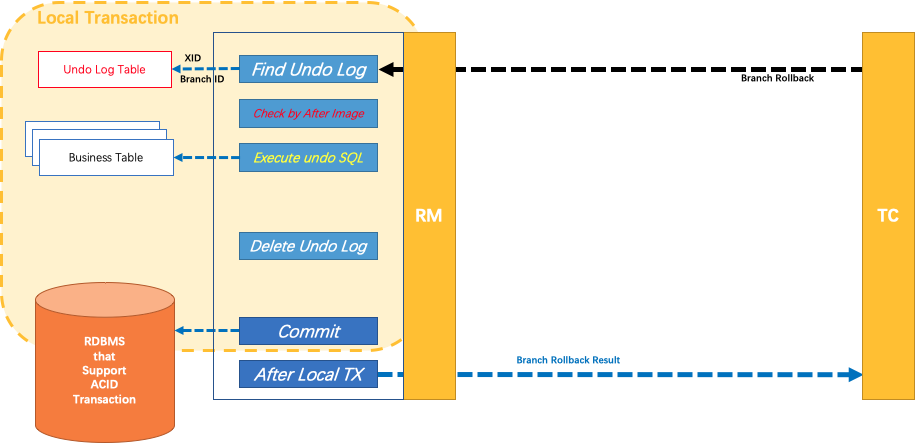 Local Transaction
XID
Undo Log Table
Branch ID
Find Undo Log
Branch Rollback
Check by After Image
Business Table
Execute undo SQL
RM
TC
Delete Undo Log
Commit
RDBMS
that
Support
ACID
Transaction
After Local TX
Branch Rollback Result